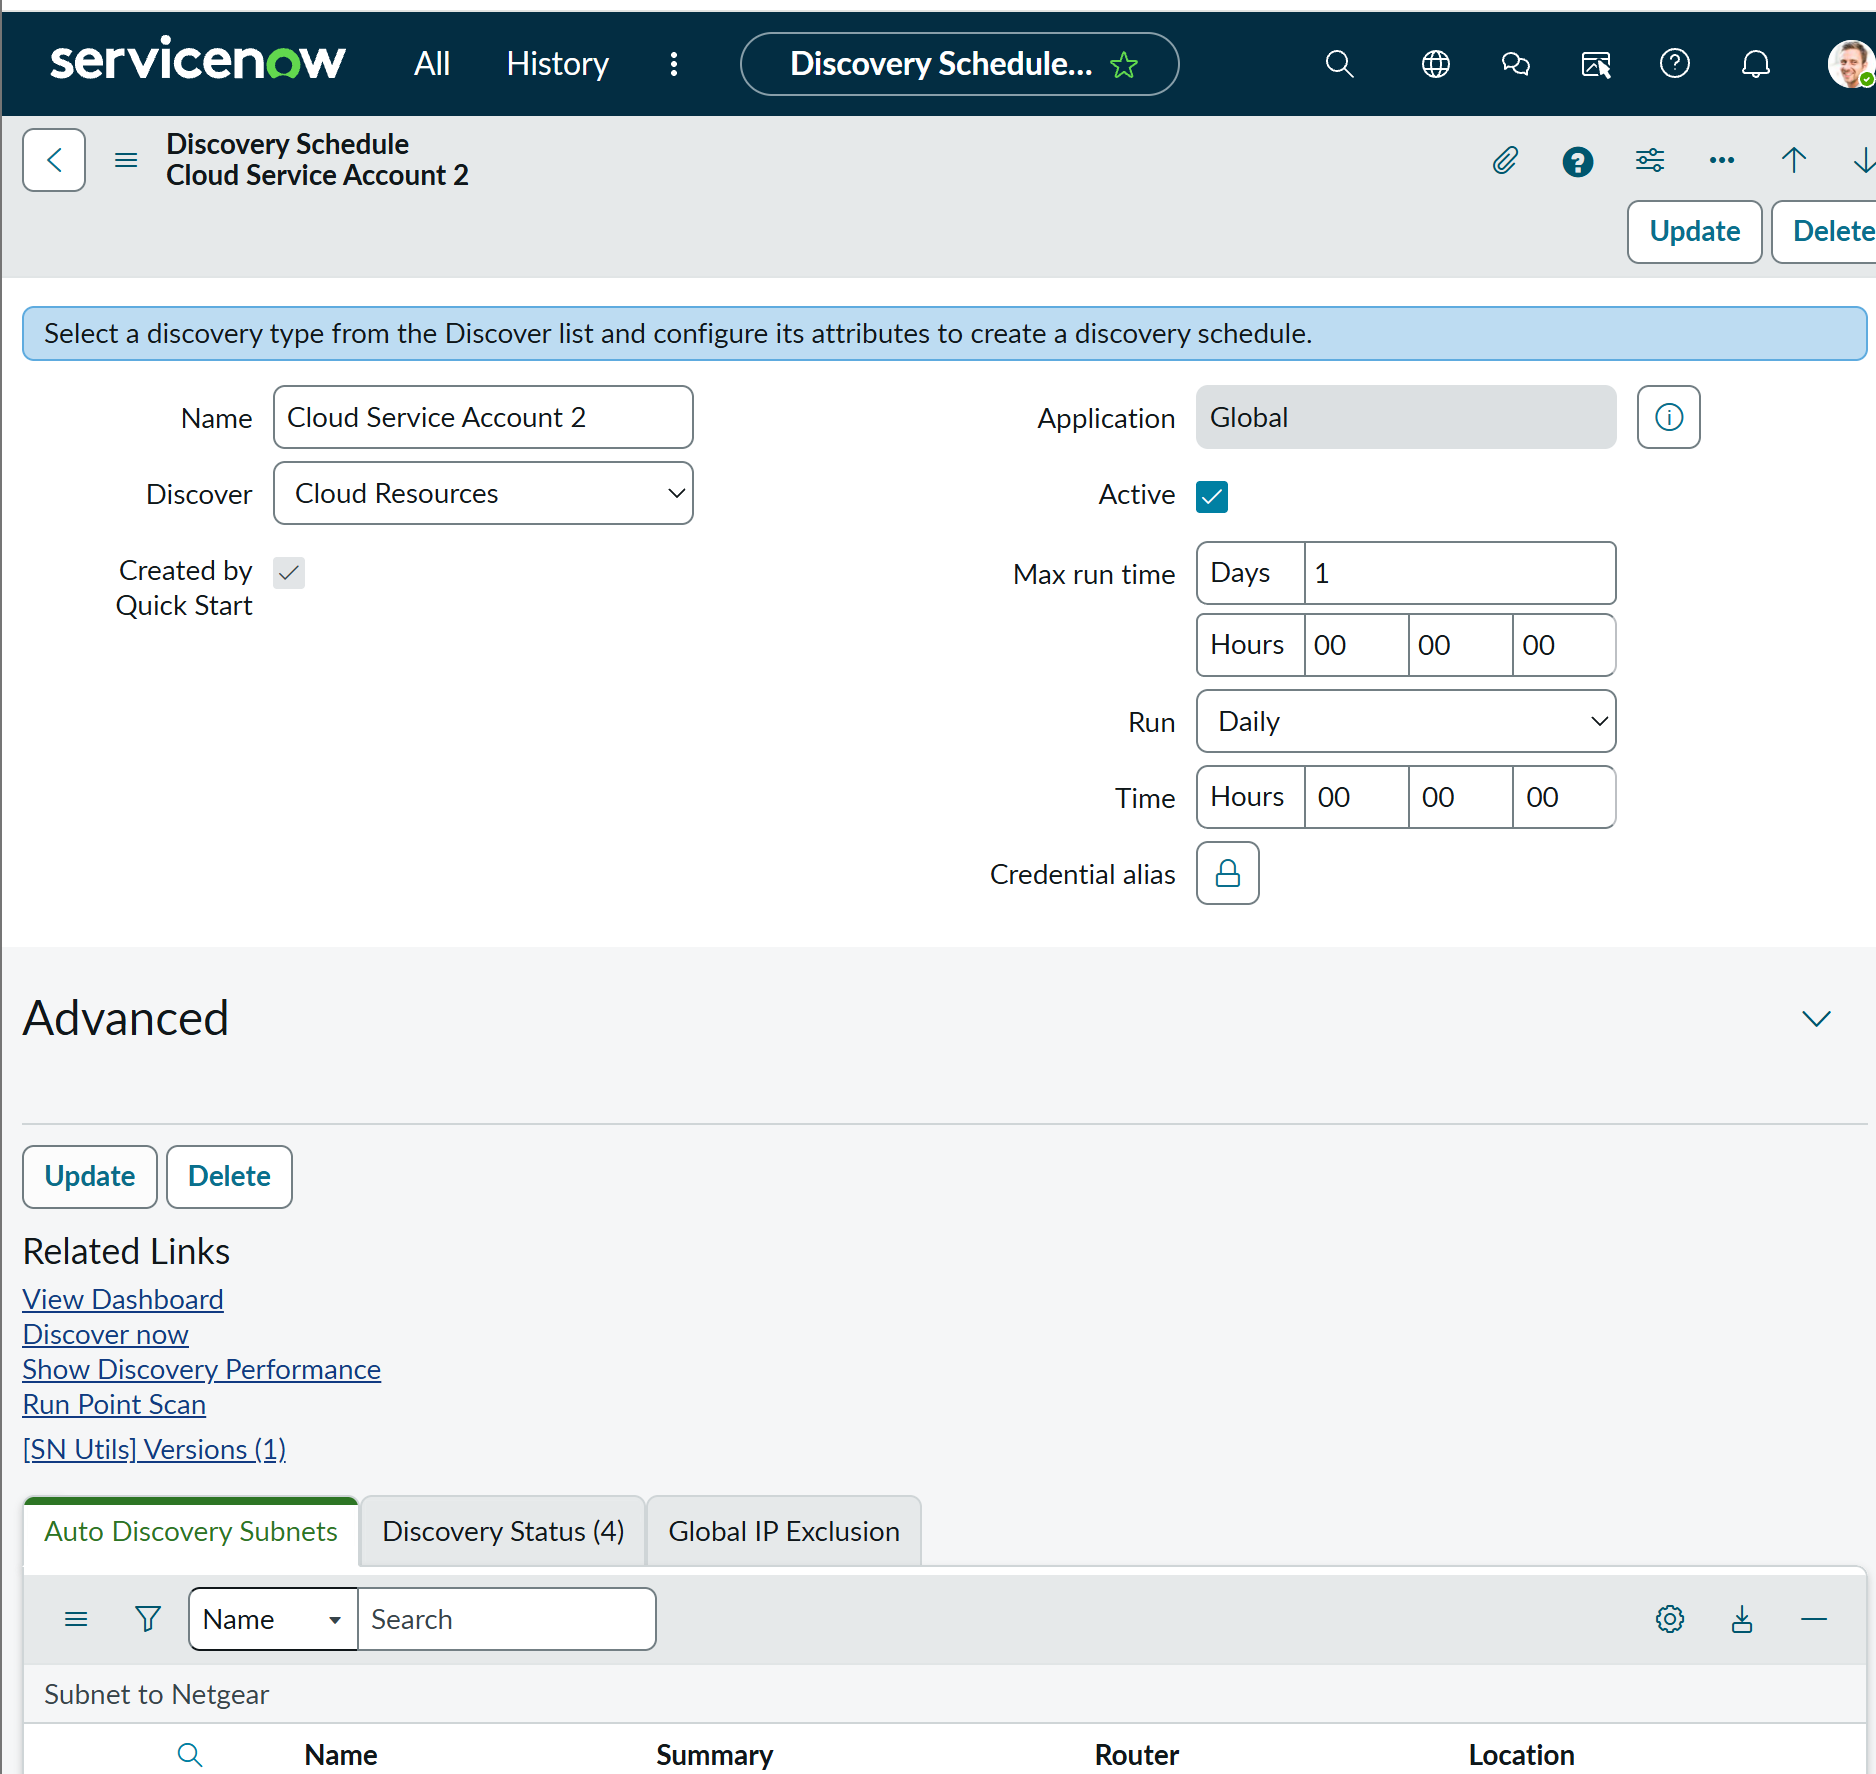 servicenow All History Discovery Schedule...
Discovery Schedule
Cloud Service Account 2
Update Delete
Select a discovery type from the Discover list and configure its attributes to create a discovery schedule.
Name Cloud Service Account 2
Application Global
Discover Cloud Resources
Active
Created by
Quick Start
Max run time Days 1
Hours 00 00 00
Run Daily
Time Hours 00 00 00
Credential alias
Advanced
Update Delete
Related Links
View Dashboard
Discover now
Show Discovery Performance
Run Point Scan
[SN Utils] Versions (1)
Auto Discovery Subnets Discovery Status (4) Global IP Exclusion
Name Search
Subnet to Netgear
Name Summary Router Location